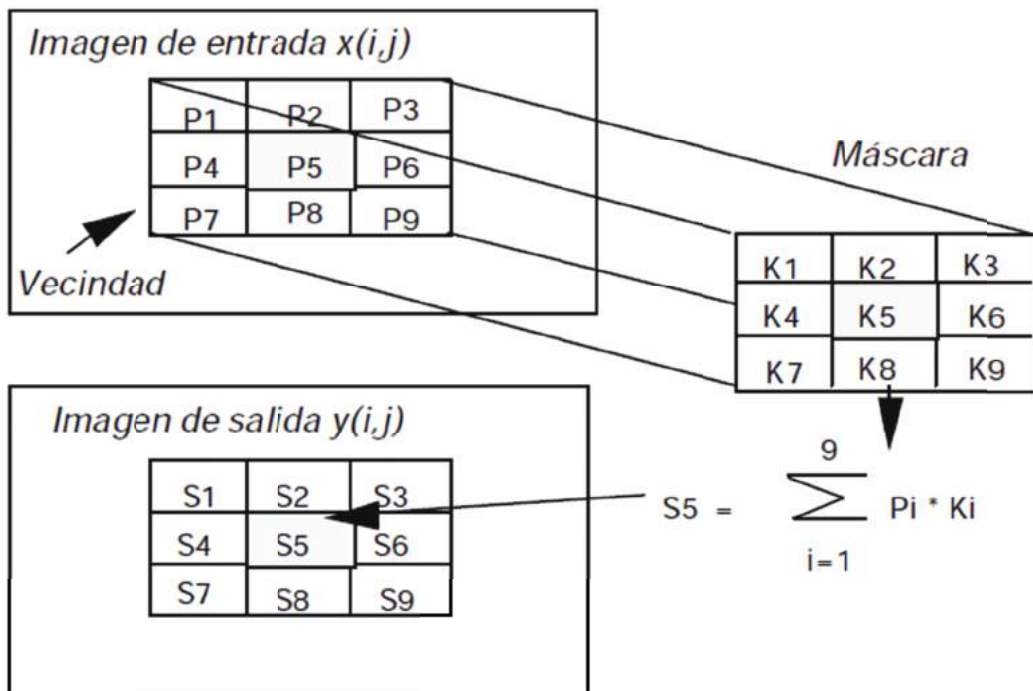 Imagen de entrada x(i,j)
P1 P2 P3
P4 P5 P6
P7 P8 P9
Vecindad
Máscara
K1 K2 K3
K4 K5 K6
K7 K8 K9
Imagen de salida y(i,j)
S1 S2 S3
S4 S5 S6
S7 S8 S9
9
S5 = ∑ Pi * Ki
i=1